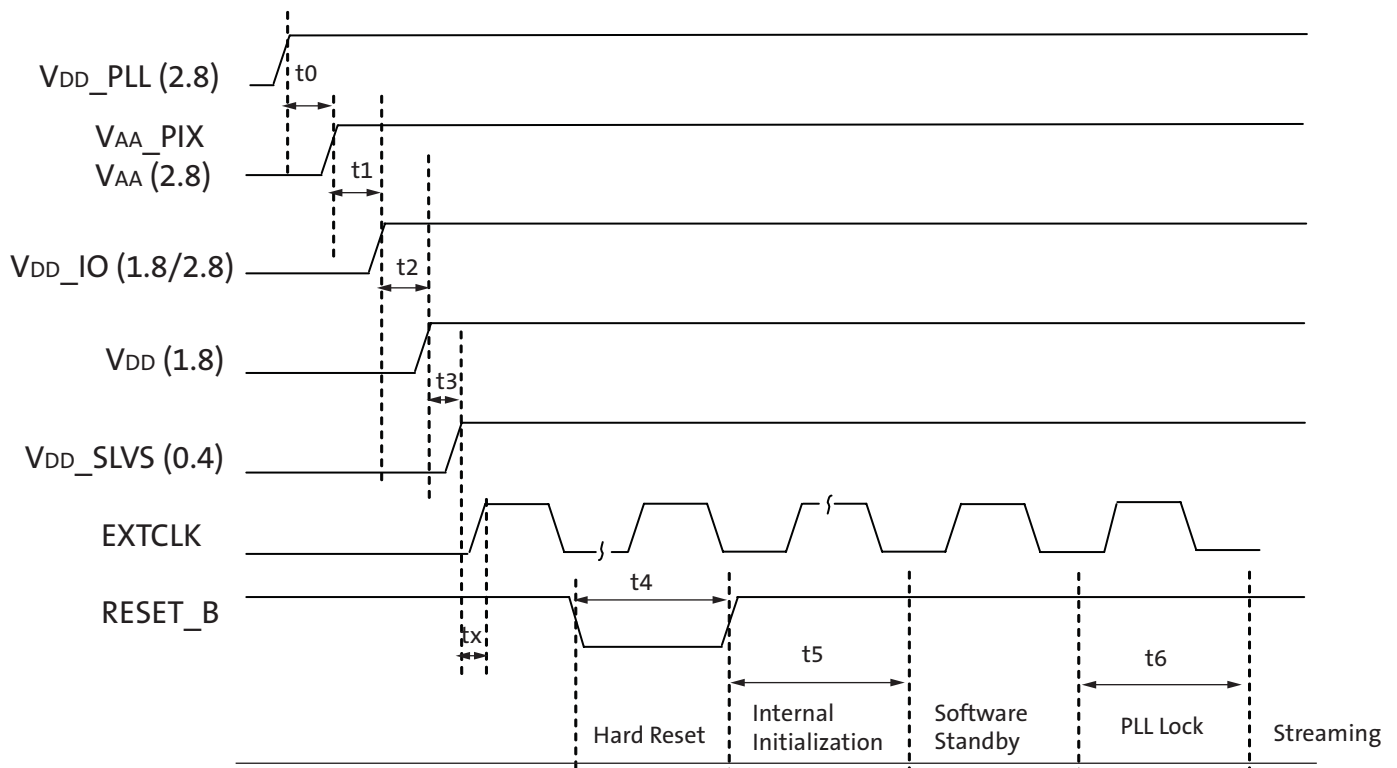 VDD_PLL (2.8)
t0
VAA_PIX
VAA (2.8)
t1
VDD_IO (1.8/2.8)
t2
VDD (1.8)
t3
VDD_SLVS (0.4)
EXTCLK
RESET_B
t4
tx
t5
t6
Hard Reset
Internal
Initialization
Software
Standby
PLL Lock
Streaming